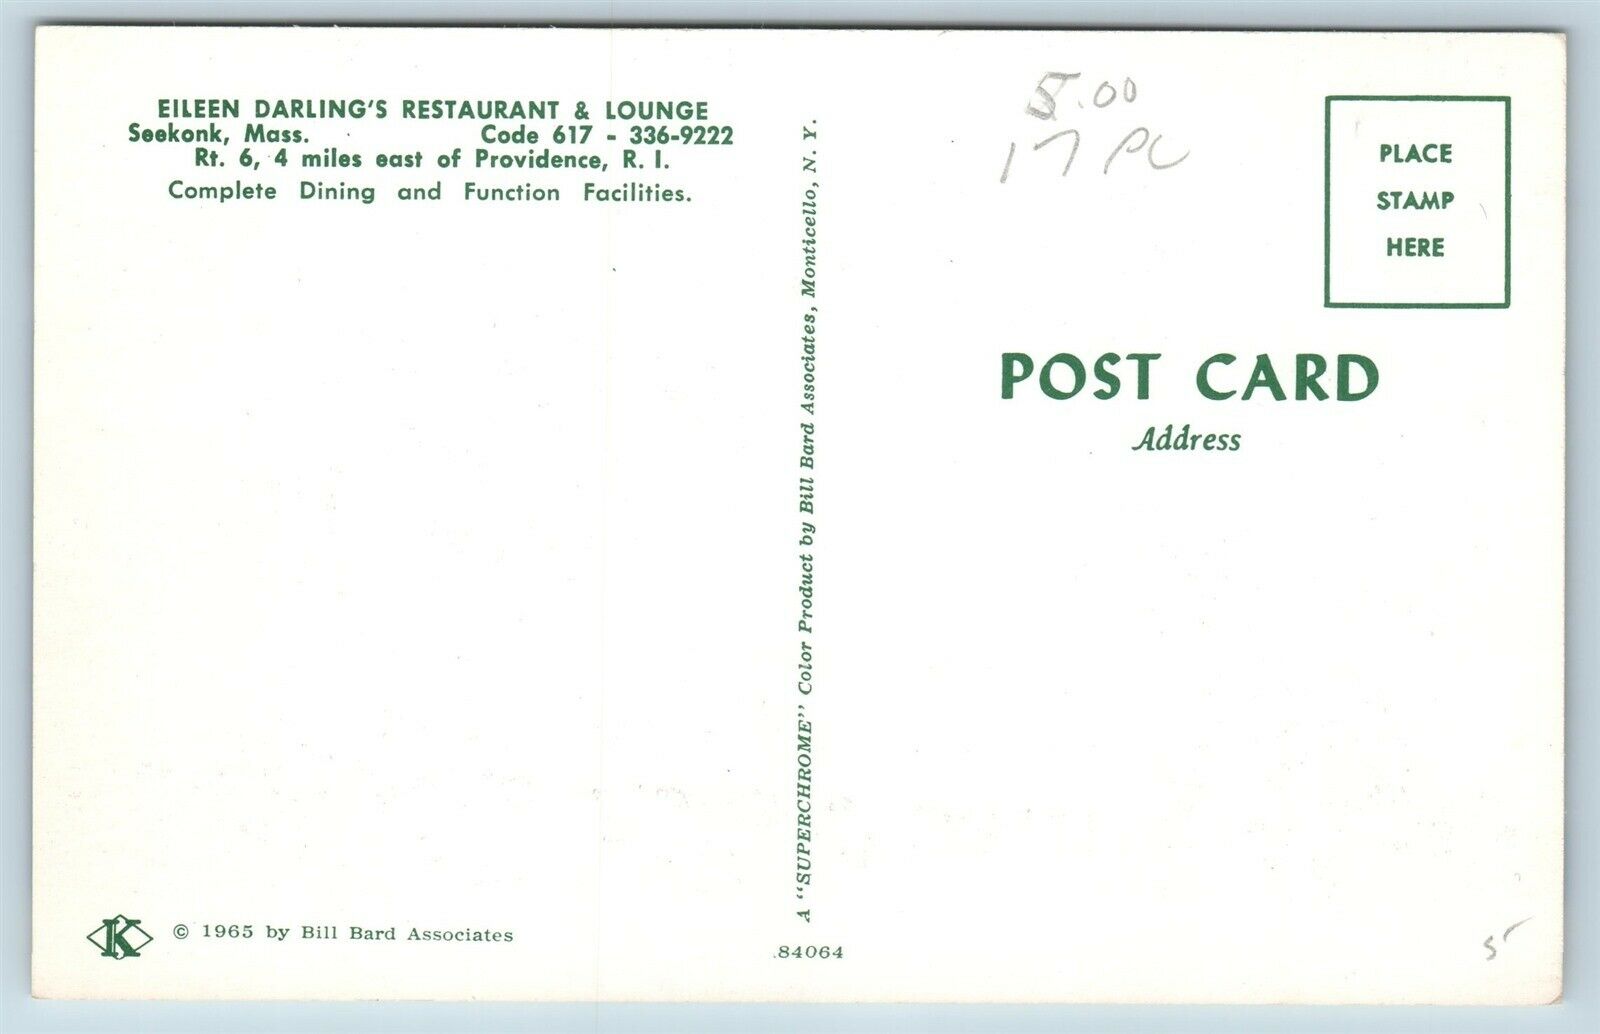 EILEEN DARLING'S RESTAURANT & LOUNGE
Seekonk, Mass. Code 617 - 336-9222
Rt. 6, 4 miles east of Providence, R. I.
Complete Dining and Function Facilities.
K
© 1965 by Bill Bard Associates
A "SUPERCHROME" Color Product by Bill Bard Associates, Monticello, N. Y.
84064
5.00
17 PC
PLACE
STAMP
HERE
POST CARD
Address
5